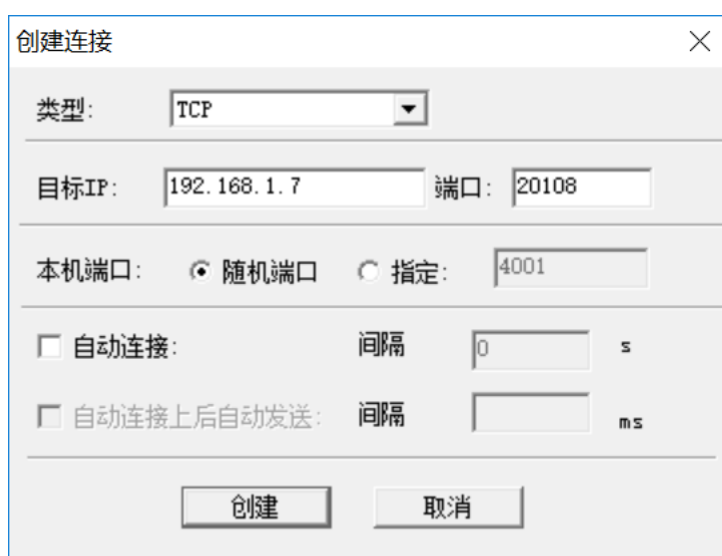 创建连接
类型: TCP
目标IP: 192.168.1.7 端口: 20108
本机端口: 随机端口 指定: 4001
自动连接: 间隔 0 s
自动连接上后自动发送: 间隔 ms
创建 取消